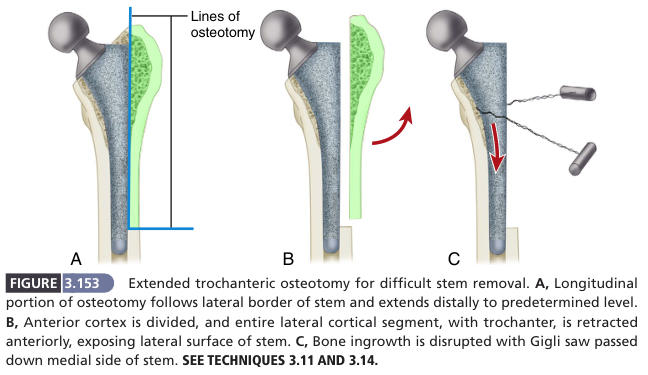 Lines of
osteotomy
A
B
C
FIGURE 3.153 Extended trochanteric osteotomy for difficult stem removal. A, Longitudinal
portion of osteotomy follows lateral border of stem and extends distally to predetermined level.
B, Anterior cortex is divided, and entire lateral cortical segment, with trochanter, is retracted
anteriorly, exposing lateral surface of stem. C, Bone ingrowth is disrupted with Gigli saw passed
down medial side of stem. SEE TECHNIQUES 3.11 AND 3.14.